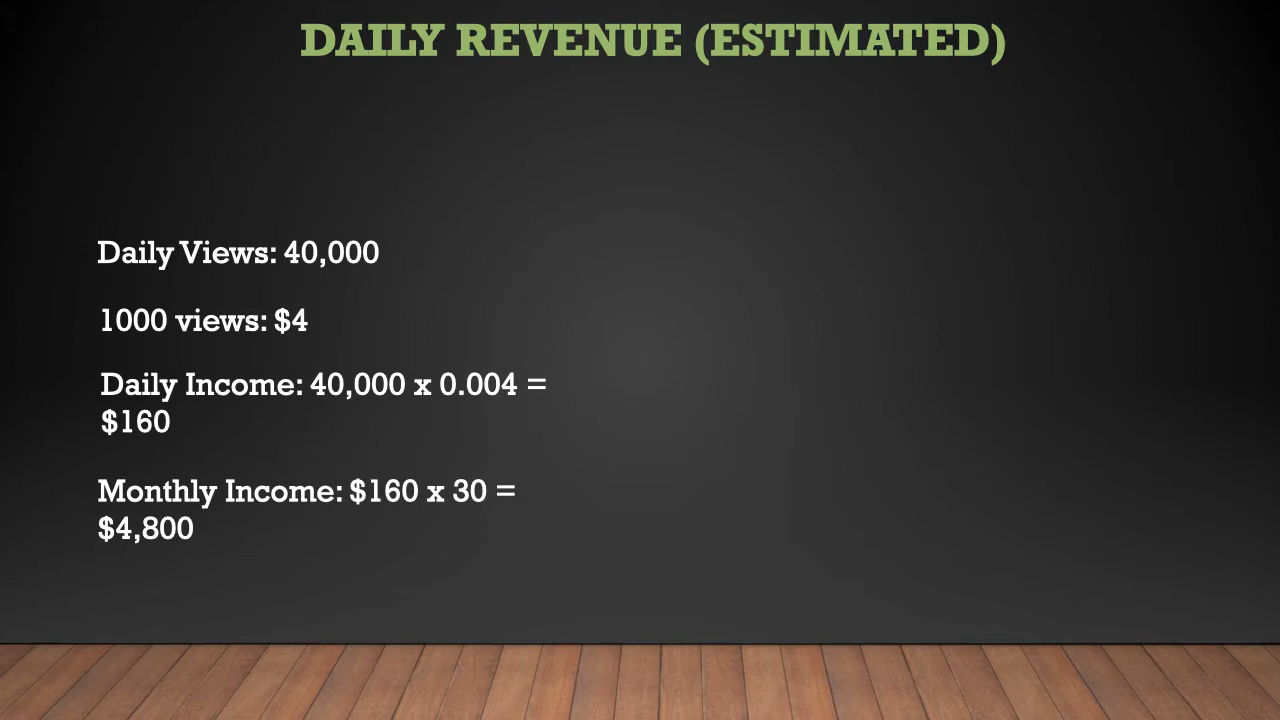 DAILY REVENUE (ESTIMATED)
Daily Views: 40,000
1000 views: $4
Daily Income: 40,000 x 0.004 =
$160
Monthly Income: $160 x 30 =
$4,800